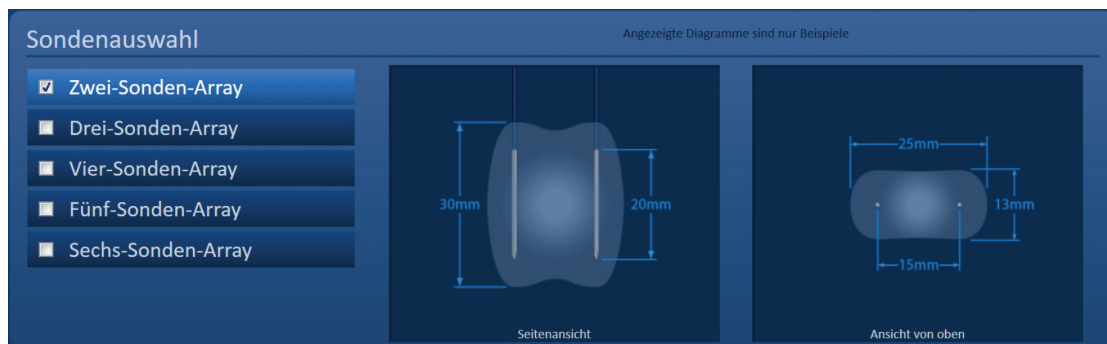 Sondenauswahl
Angezeigte Diagramme sind nur Beispiele
Zwei-Sonden-Array
Drei-Sonden-Array
Vier-Sonden-Array
Fünf-Sonden-Array
Sechs-Sonden-Array
30mm
20mm
Seitenansicht
25mm
13mm
15mm
Ansicht von oben